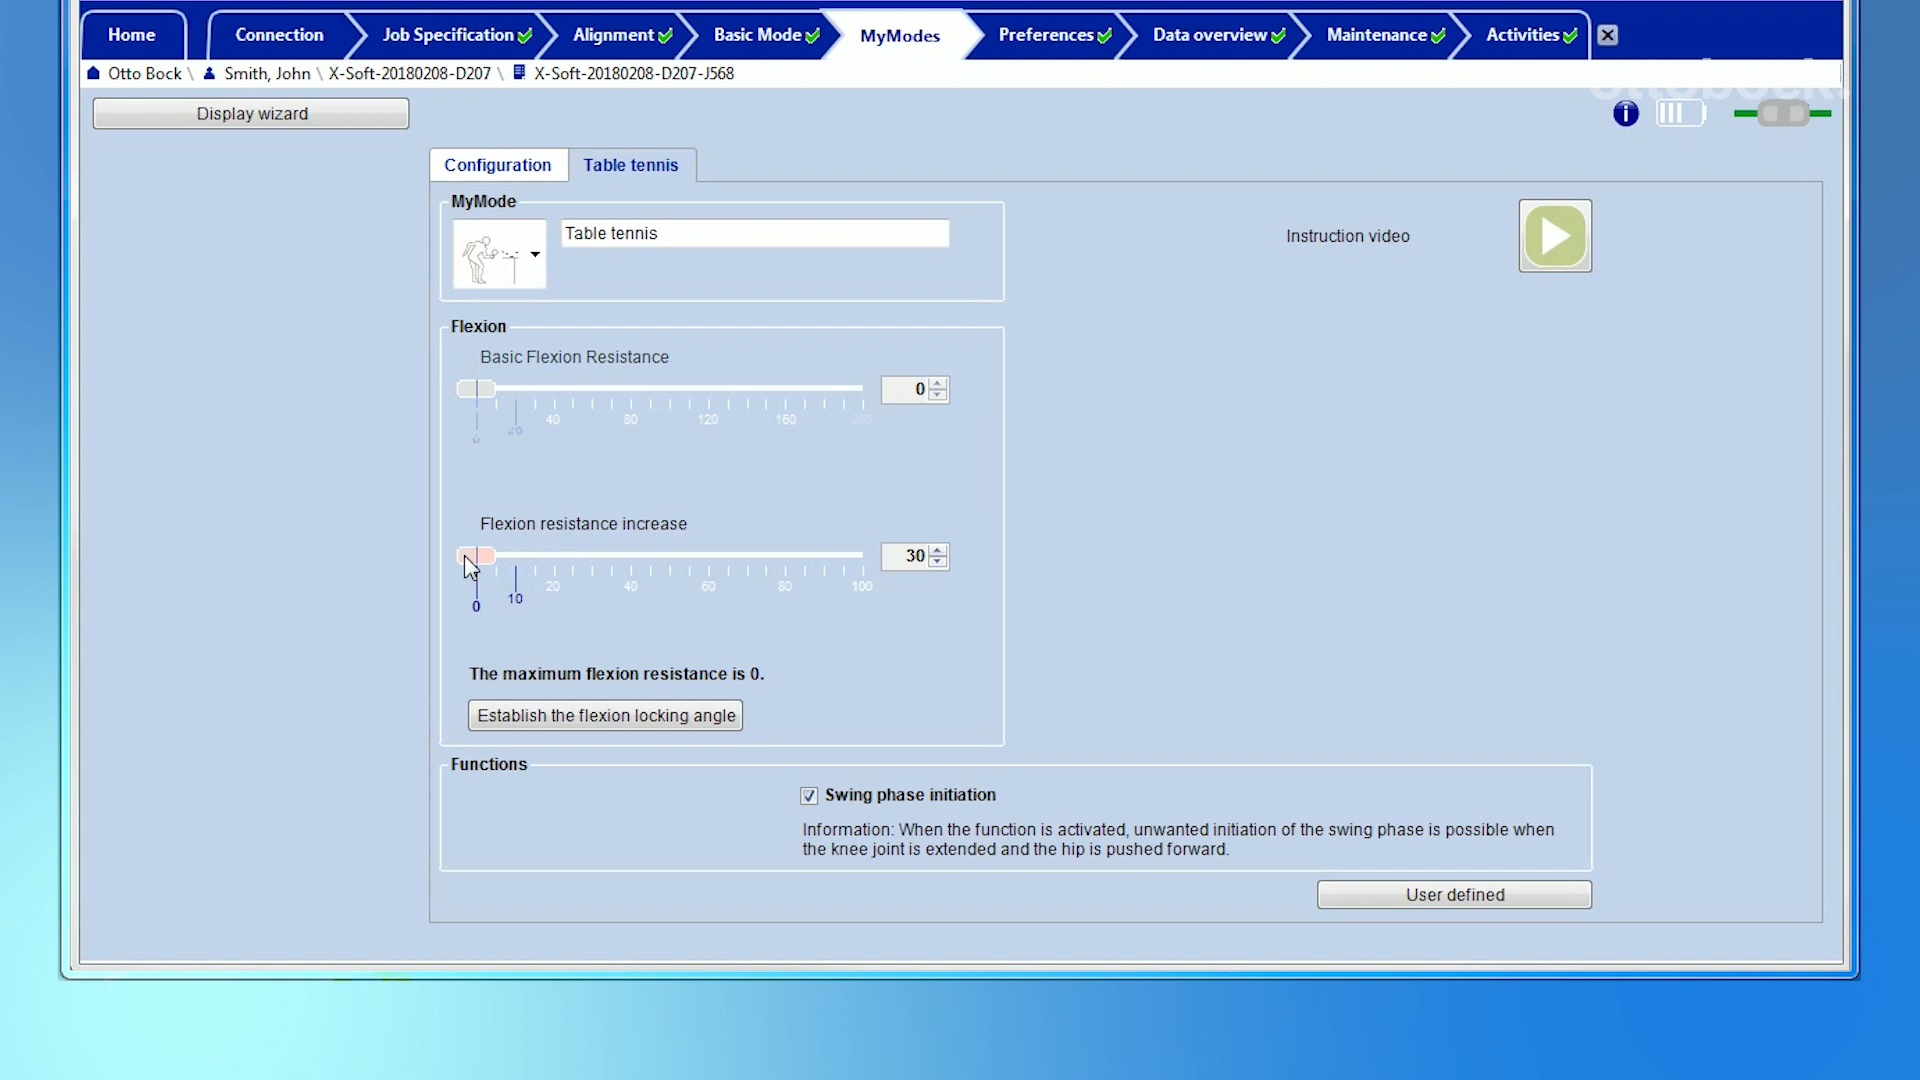 Home
Connection
Job Specification
Alignment
Basic Mode
MyModes
Preferences
Data overview
Maintenance
Activities
Otto Bock \ Smith, John \ X-Soft-20180208-D207 \ X-Soft-20180208-D207-J568
Display wizard
ottobock.
Configuration
Table tennis
MyMode
Table tennis
Instruction video
Flexion
Basic Flexion Resistance
0
40 80 120 160 200
0 20
Flexion resistance increase
30
20 40 60 80 100
0 10
The maximum flexion resistance is 0.
Establish the flexion locking angle
Functions
Swing phase initiation
Information: When the function is activated, unwanted initiation of the swing phase is possible when
the knee joint is extended and the hip is pushed forward.
User defined